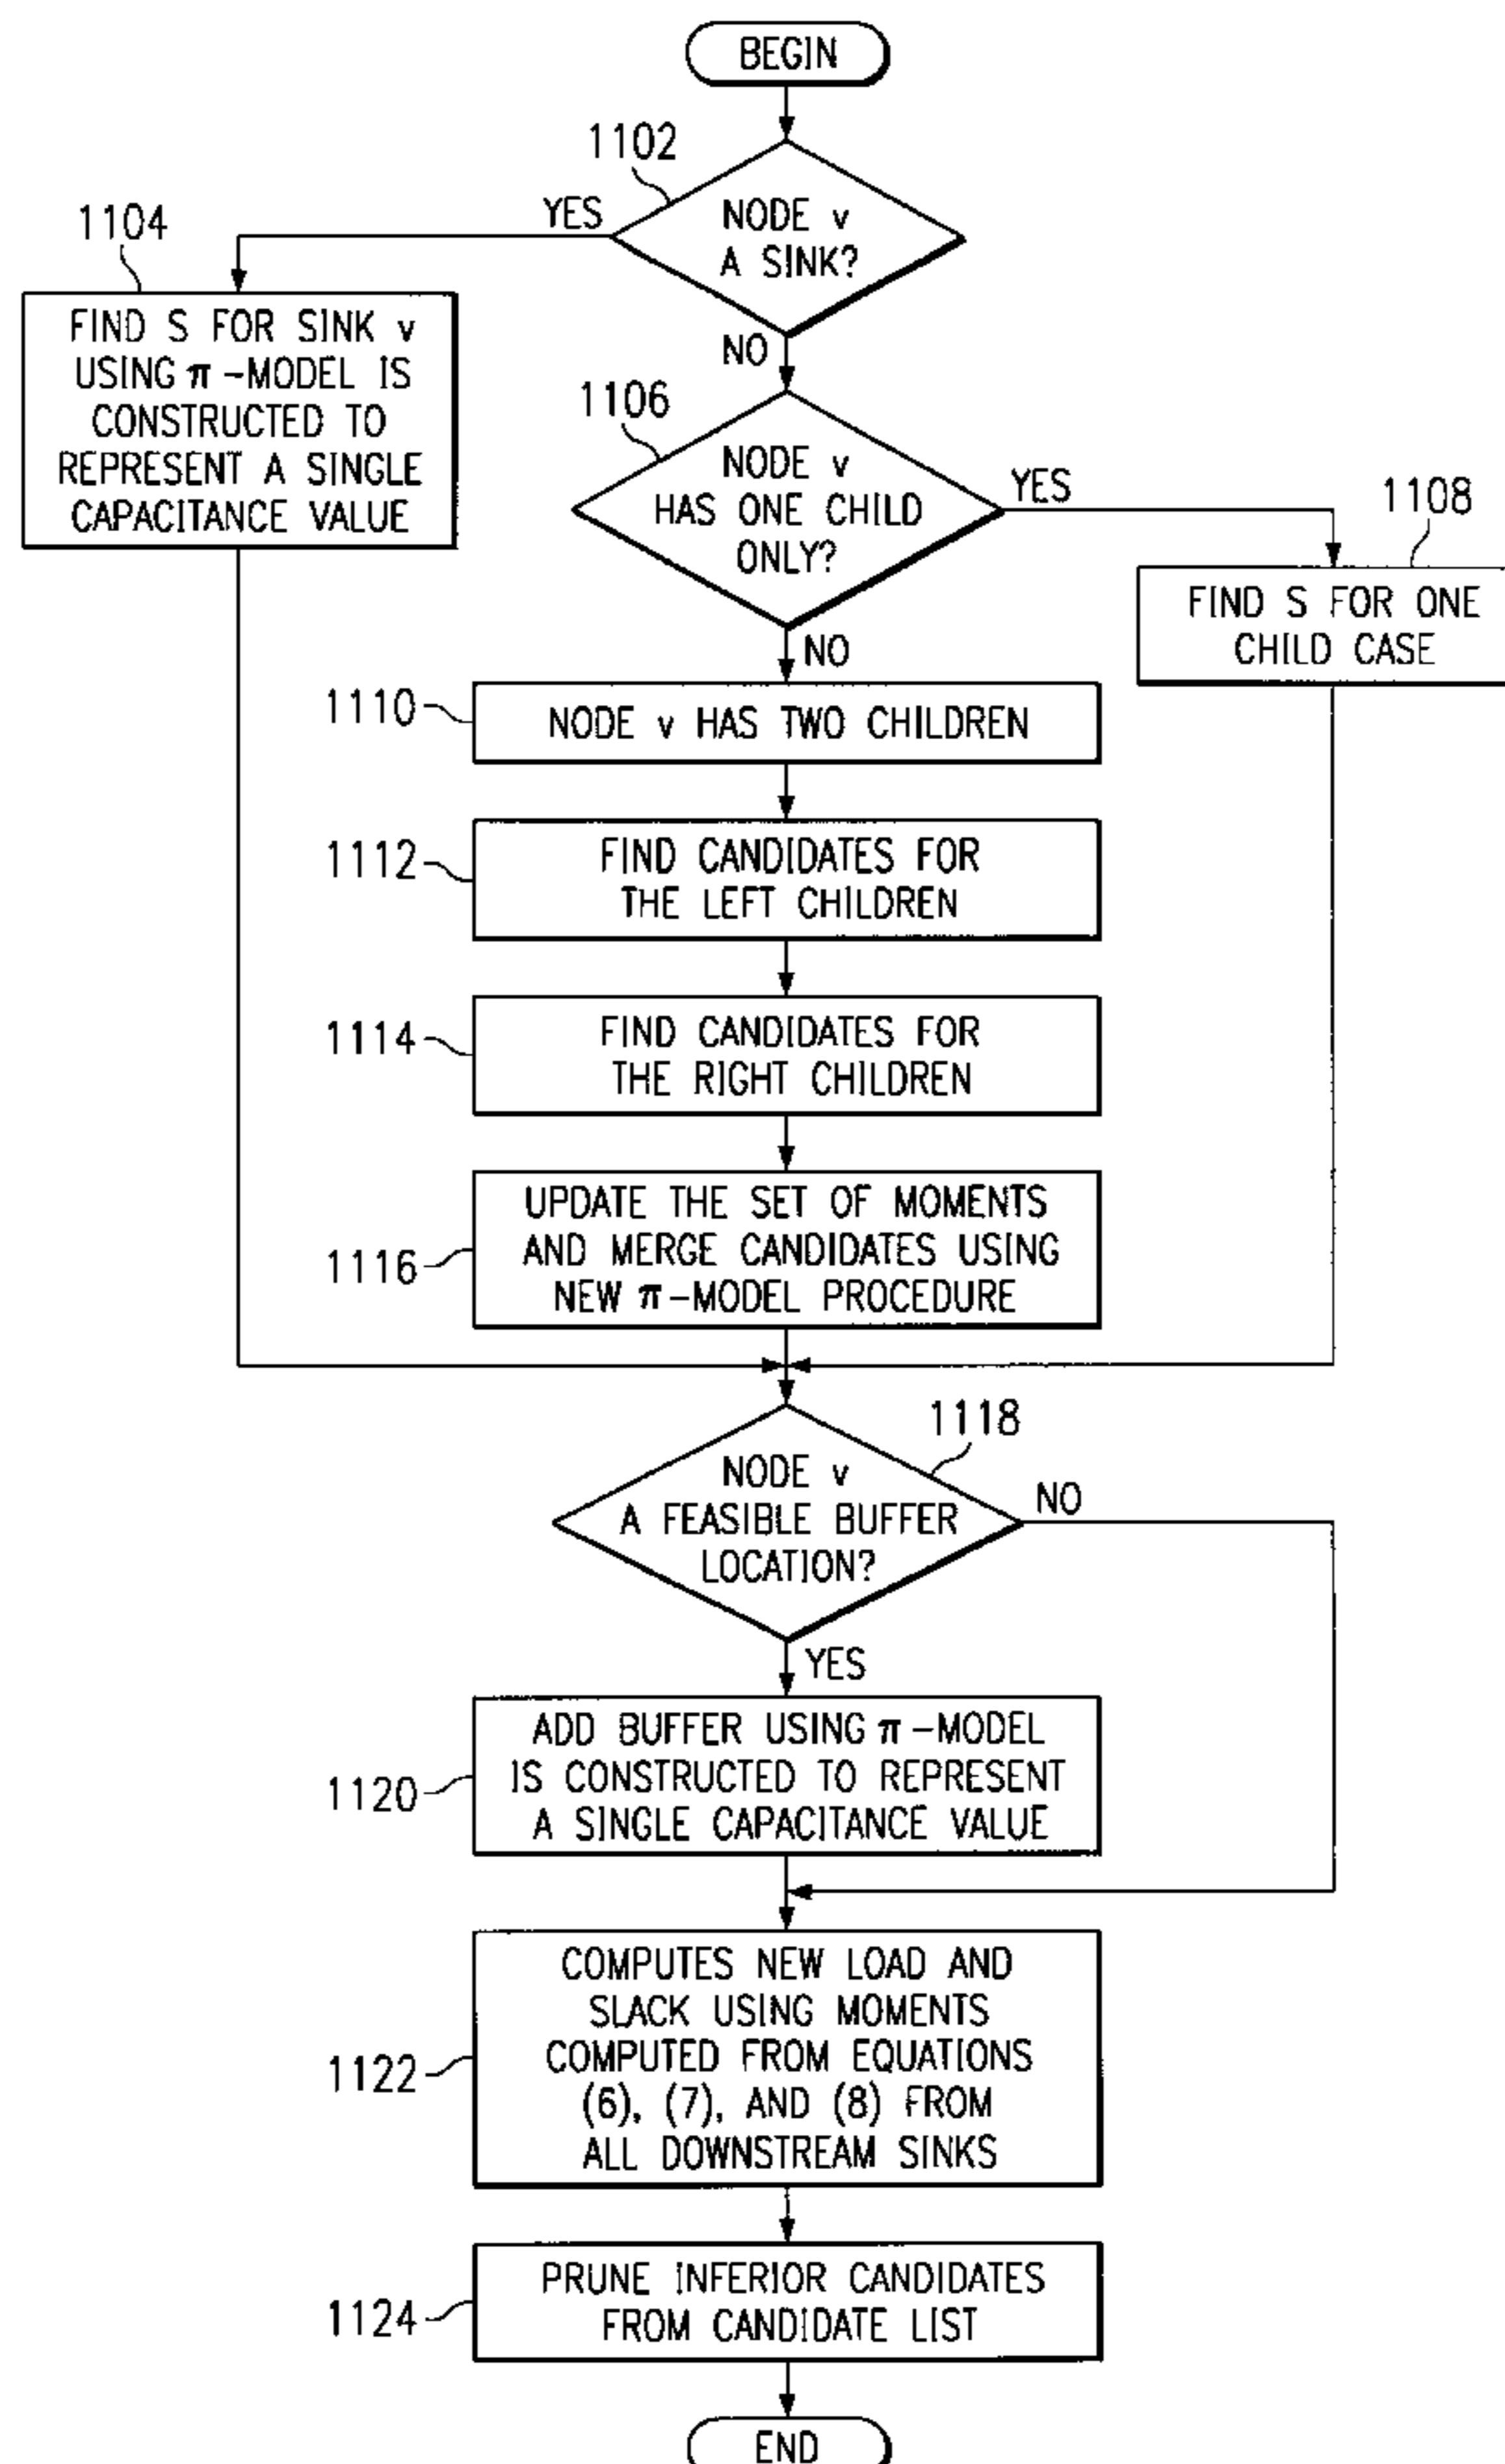 BEGIN
1102
NODE v
A SINK?
YES
NO
1104
FIND S FOR SINK v
USING π-MODEL IS
CONSTRUCTED TO
REPRESENT A SINGLE
CAPACITANCE VALUE
1106
NODE v
HAS ONE CHILD
ONLY?
YES
NO
1108
FIND S FOR ONE
CHILD CASE
1110
NODE v HAS TWO CHILDREN
1112
FIND CANDIDATES FOR
THE LEFT CHILDREN
1114
FIND CANDIDATES FOR
THE RIGHT CHILDREN
1116
UPDATE THE SET OF MOMENTS
AND MERGE CANDIDATES USING
NEW π-MODEL PROCEDURE
1118
NODE v
A FEASIBLE BUFFER
LOCATION?
NO
YES
1120
ADD BUFFER USING π-MODEL
IS CONSTRUCTED TO REPRESENT
A SINGLE CAPACITANCE VALUE
1122
COMPUTES NEW LOAD AND
SLACK USING MOMENTS
COMPUTED FROM EQUATIONS
(6), (7), AND (8) FROM
ALL DOWNSTREAM SINKS
1124
PRUNE INFERIOR CANDIDATES
FROM CANDIDATE LIST
END